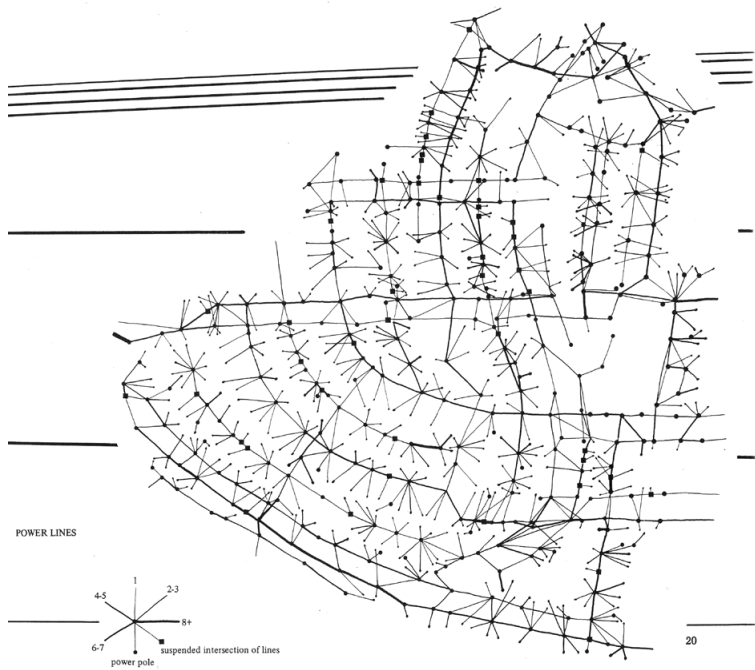 POWER LINES
1
4-5
2-3
8+
6-7
suspended intersection of lines
power pole
20